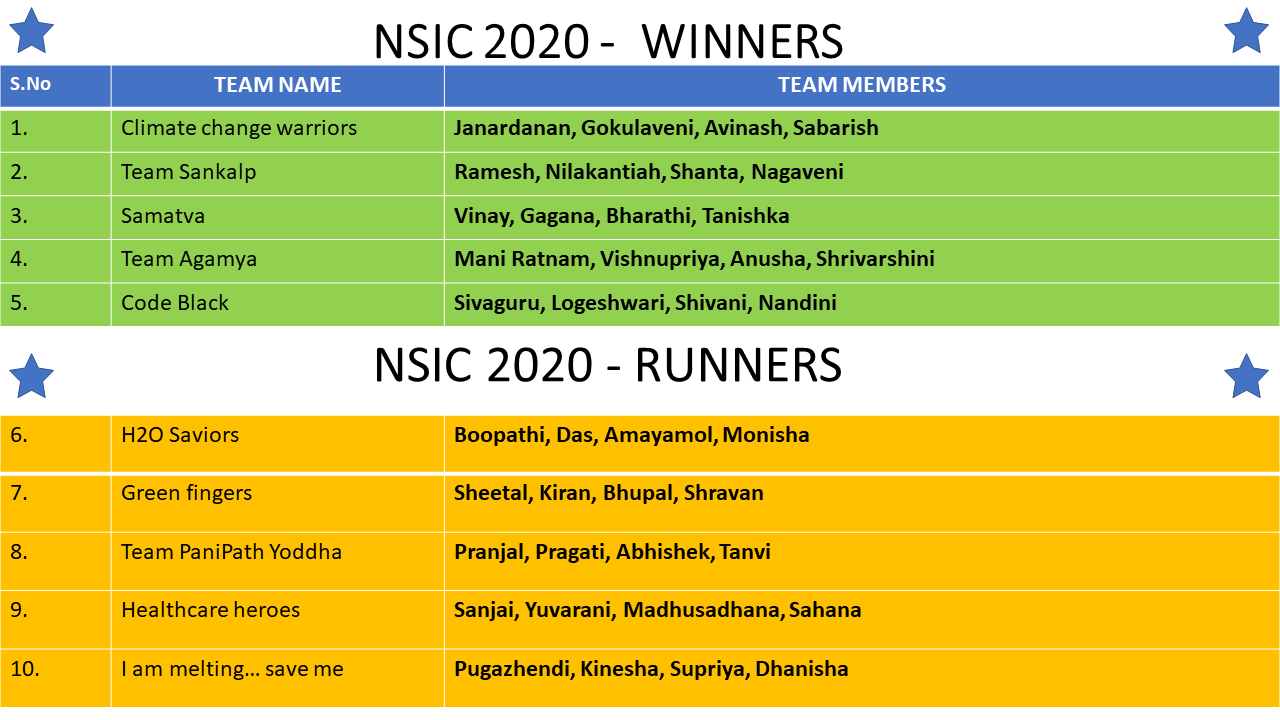 NSIC 2020 - WINNERS
S.No TEAM NAME TEAM MEMBERS
1. Climate change warriors Janardanan, Gokulaveni, Avinash, Sabarish
2. Team Sankalp Ramesh, Nilakantiah, Shanta, Nagaveni
3. Samatva Vinay, Gagana, Bharathi, Tanishka
4. Team Agamya Mani Ratnam, Vishnupriya, Anusha, Shrivarshini
5. Code Black Sivaguru, Logeshwari, Shivani, Nandini
NSIC 2020 - RUNNERS
6. H2O Saviors Boopathi, Das, Amayamol, Monisha
7. Green fingers Sheetal, Kiran, Bhupal, Shravan
8. Team PaniPath Yoddha Pranjal, Pragati, Abhishek, Tanvi
9. Healthcare heroes Sanjai, Yuvarani, Madhusadhana, Sahana
10. I am melting... save me Pugazhendi, Kinesha, Supriya, Dhanisha